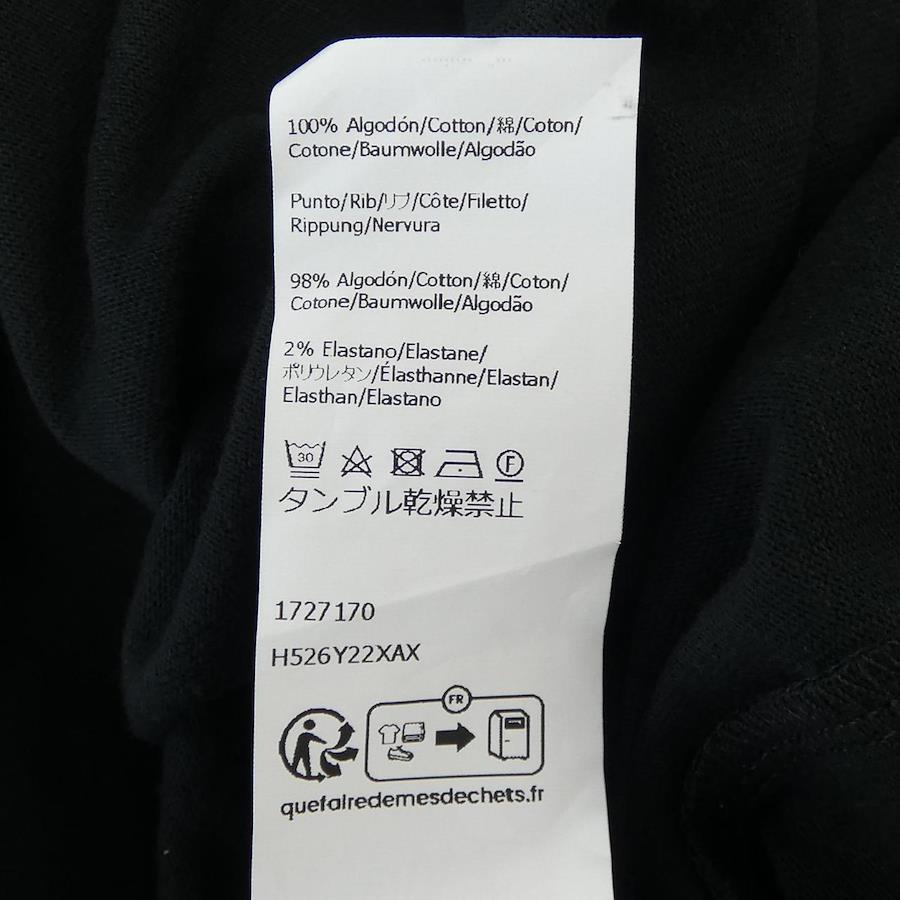 100% Algodón/Cotton/綿/Coton/
Cotone/Baumwolle/Algodão
Punto/Rib/リブ/Côte/Filetto/
Rippung/Nervura
98% Algodón/Cotton/綿/Coton/
Cotone/Baumwolle/Algodão
2% Elastano/Elastane/
ポリウレタン/Élasthanne/Elastan/
Elasthan/Elastano
30
F
タンブル乾燥禁止
1727170
H526Y22XAX
FR
quefairedemesdechets.fr